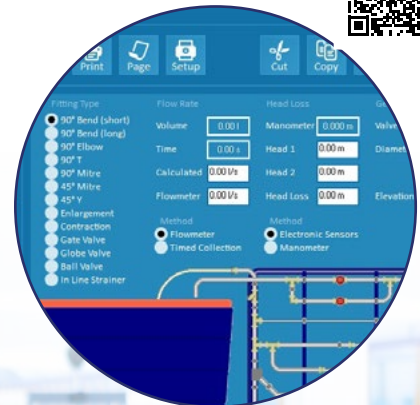 Print
Page
Setup
Cut
Copy
Fitting Type
90° Bend (short)
90° Bend (long)
90° Elbow
90° T
90° Mitre
45° Mitre
45° Y
Enlargement
Contraction
Gate Valve
Globe Valve
Ball Valve
In Line Strainer
Flow Rate
Volume 0.00 l
Time 0.00 s
Calculated 0.00 l/s
Flowmeter 0.00 l/s
Method
Flowmeter
Timed Collection
Head Loss
Manometer 0.000 m
Head 1 0.00 m
Head 2 0.00 m
Head Loss 0.00 m
Method
Electronic Sensors
Manometer
Valve
Elevation